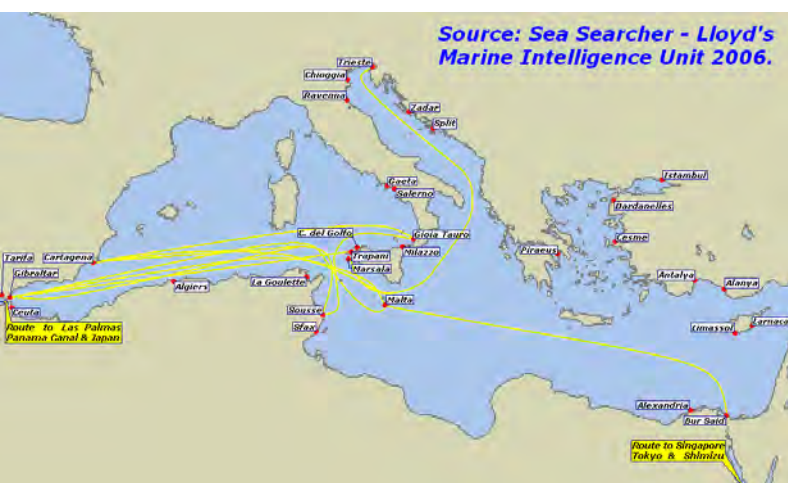 Source: Sea Searcher - Lloyd's
Marine Intelligence Unit 2006.
Trieste
Chioggia
Ravenna
Zadar
Split
Istambul
Gaeta
Salerno
Dardanelles
C. del Golfo
Gioia Tauro
Cesme
Tarifa
Cartagena
Trapani
Milazzo
Piraeus
Gibraltar
Marsala
Algiers
La Goulette
Antalya
Alanya
Malta
Ceuta
Sousse
Sfax
Limassol
Larnaca
Route to Las Palmas
Panama Canal & Japan
Alexandria
Bur Said
Route to Singapore
Tokyo & Shimizu